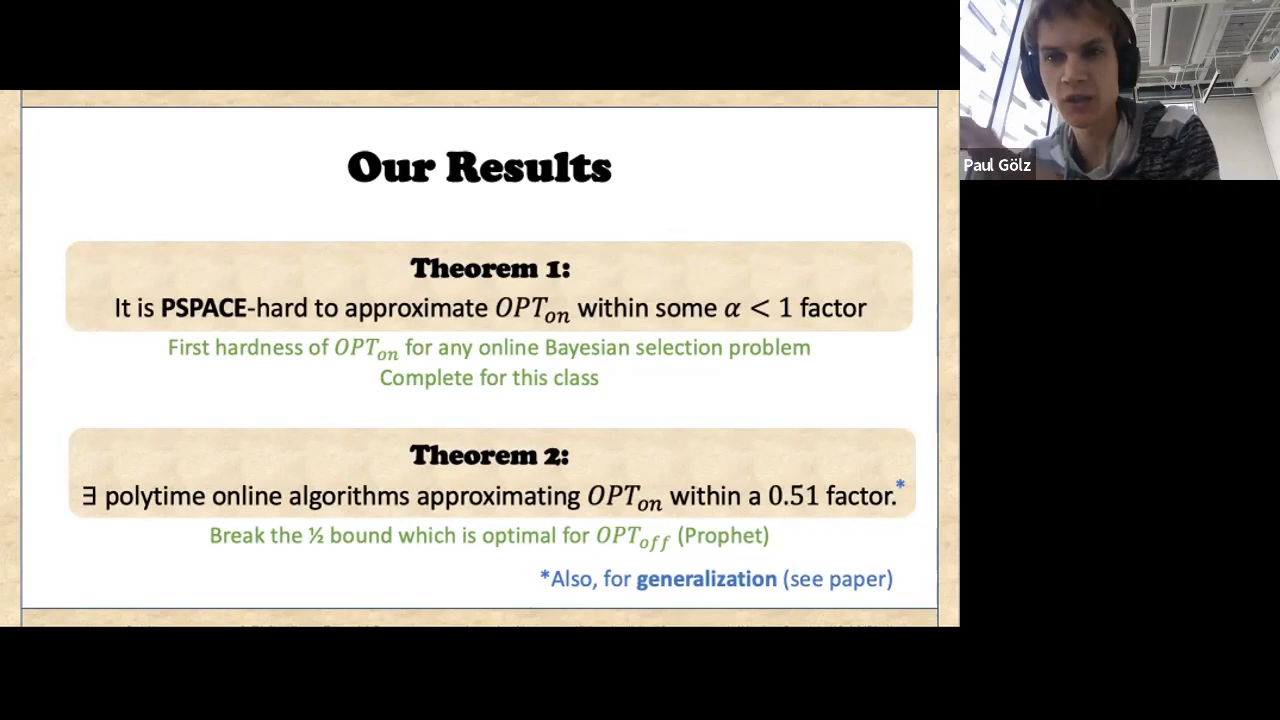 Our Results
Theorem 1:
It is PSPACE-hard to approximate OPT_on within some α < 1 factor
First hardness of OPT_on for any online Bayesian selection problem
Complete for this class
Theorem 2:
∃ polytime online algorithms approximating OPT_on within a 0.51 factor.*
Break the ½ bound which is optimal for OPT_off (Prophet)
*Also, for generalization (see paper)
Paul Gölz